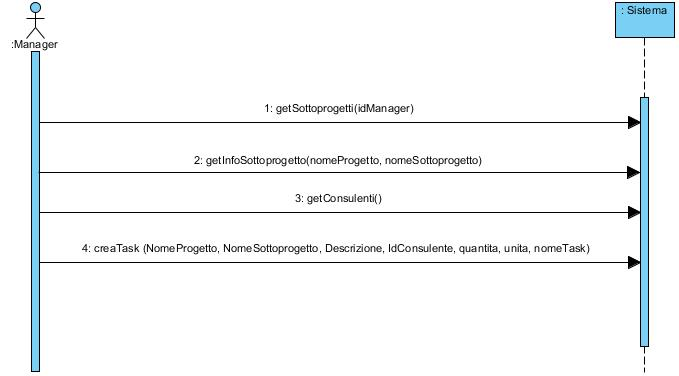 : Sistema
:Manager
1: getSottoprogetti(idManager)
2: getInfoSottoprogetto(nomeProgetto, nomeSottoprogetto)
3: getConsulenti()
4: creaTask (NomeProgetto, NomeSottoprogetto, Descrizione, IdConsulente, quantita, unita, nomeTask)